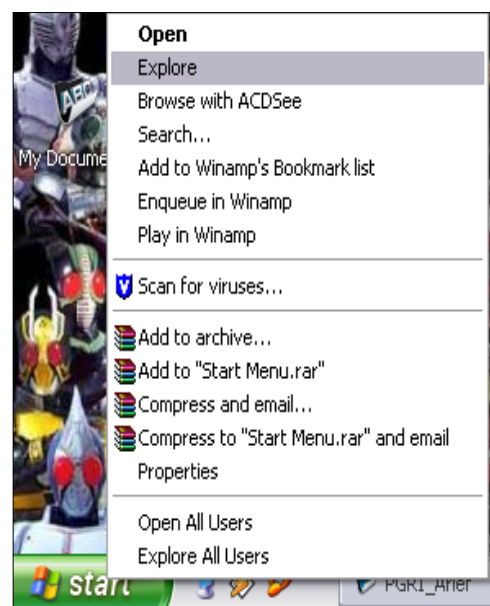 Open
Explore
Browse with ACDSee
Search...
Add to Winamp's Bookmark list
Enqueue in Winamp
Play in Winamp
Scan for viruses...
Add to archive...
Add to "Start Menu.rar"
Compress and email...
Compress to "Start Menu.rar" and email
Properties
Open All Users
Explore All Users
My Docume
start
PGRI_Arief